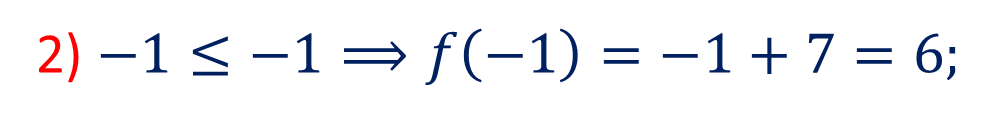 2) −1 ≤ −1 ⟹ f(−1) = −1 + 7 = 6;